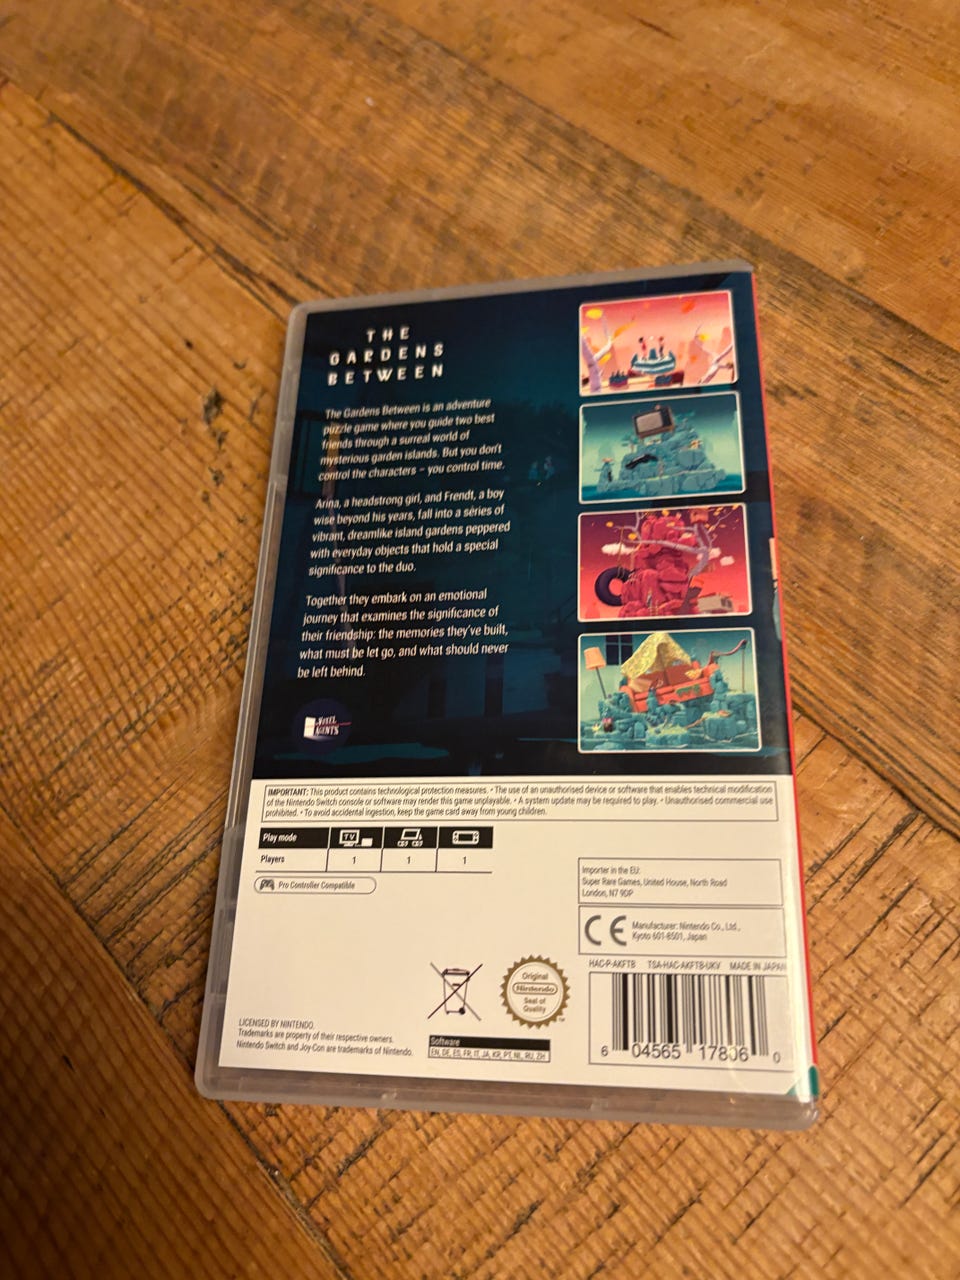 THE
GARDENS
BETWEEN
The Gardens Between is an adventure
puzzle game where you guide two best
friends through a surreal world of
mysterious garden islands. But you don't
control the characters – you control time.
Arina, a headstrong girl, and Frendt, a boy
wise beyond his years, fall into a series of
vibrant, dreamlike island gardens peppered
with everyday objects that hold a special
significance to the duo.
Together they embark on an emotional
journey that examines the significance of
their friendship: the memories they've built,
what must be let go, and what should never
be left behind.
NOVEL
AGENTS
IMPORTANT: This product contains technological protection measures. • The use of an unauthorised device or software that enables technical modification
of the Nintendo Switch console or software may render this game unplayable. • A system update may be required to play. • Unauthorised commercial use
prohibited. • To avoid accidental ingestion, keep the game card away from young children.
Play mode TV
Players 1 1 1
Pro Controller Compatible
Importer in the EU:
Super Rare Games, United House, North Road
London, N7 9DP
CE Manufacturer: Nintendo Co., Ltd.,
Kyoto 601-8501, Japan
HAC-P-AKFTB TSA-HAC-AKFTB-UKV MADE IN JAPAN
Original
Nintendo
Seal of
Quality
TM
LICENSED BY NINTENDO.
Trademarks are property of their respective owners.
Nintendo Switch and Joy-Con are trademarks of Nintendo.
Software
EN, DE, ES, FR, IT, JA, KR, PT, NL, RU, ZH
6 04565 17806 0